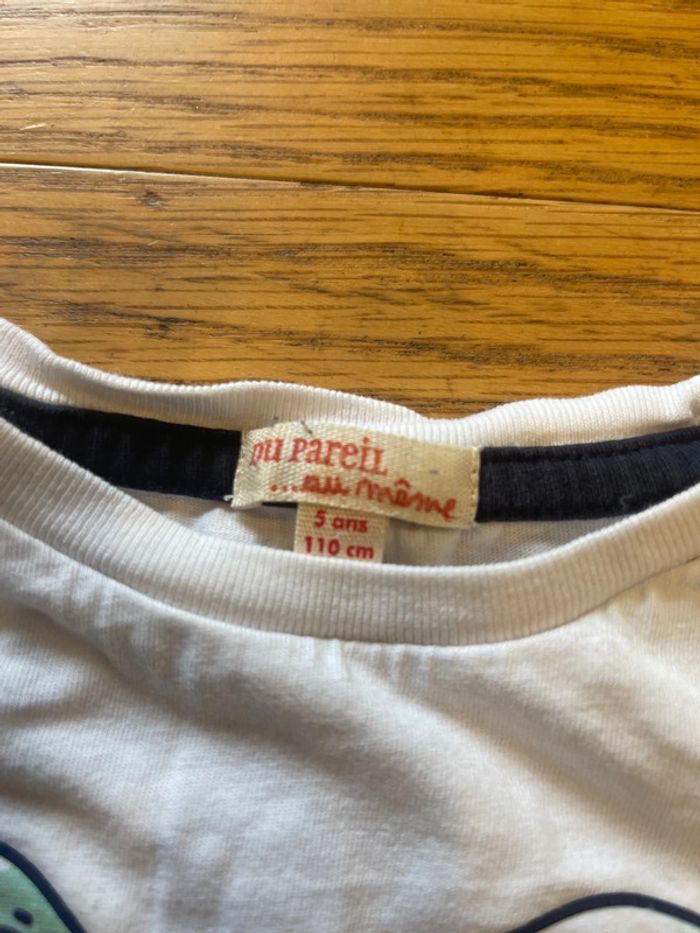 DU PAREIL
...au même
5 ans
110 cm